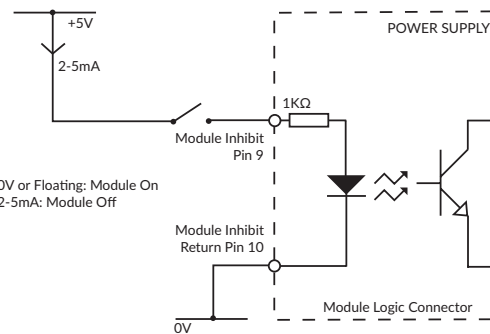 +5V
POWER SUPPLY
2-5mA
1KΩ
Module Inhibit
Pin 9
0V or Floating: Module On
2-5mA: Module Off
Module Inhibit
Return Pin 10
Module Logic Connector
0V